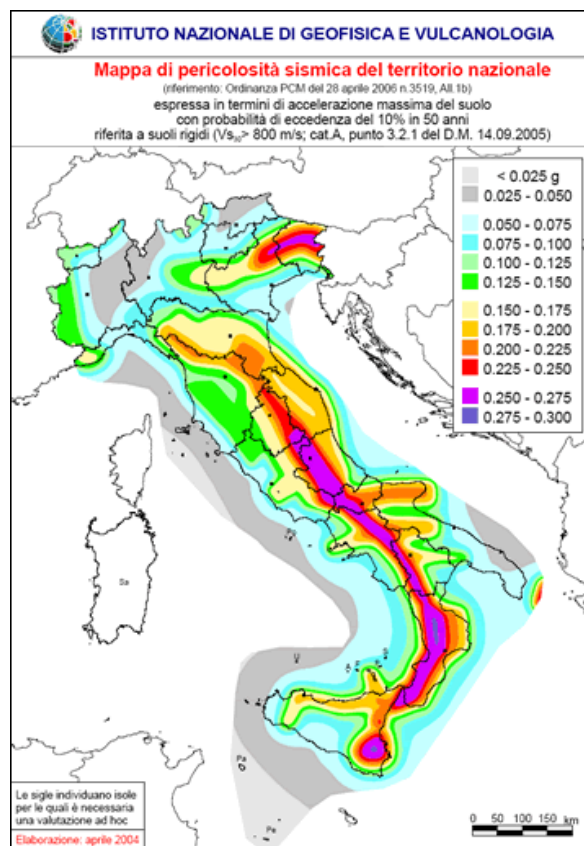 ISTITUTO NAZIONALE DI GEOFISICA E VULCANOLOGIA
Mappa di pericolosità sismica del territorio nazionale
(riferimento: Ordinanza PCM del 28 aprile 2006 n.3519, All.1b)
espressa in termini di accelerazione massima del suolo
con probabilità di eccedenza del 10% in 50 anni
riferita a suoli rigidi (Vs₃₀> 800 m/s; cat.A, punto 3.2.1 del D.M. 14.09.2005)
< 0.025 g
0.025 - 0.050
0.050 - 0.075
0.075 - 0.100
0.100 - 0.125
0.125 - 0.150
0.150 - 0.175
0.175 - 0.200
0.200 - 0.225
0.225 - 0.250
0.250 - 0.275
0.275 - 0.300
Po
Sa
U
A
S
Pa
Pe
Le sigle individuano isole
per le quali è necessaria
una valutazione ad hoc
Elaborazione: aprile 2004
0 50 100 150
km